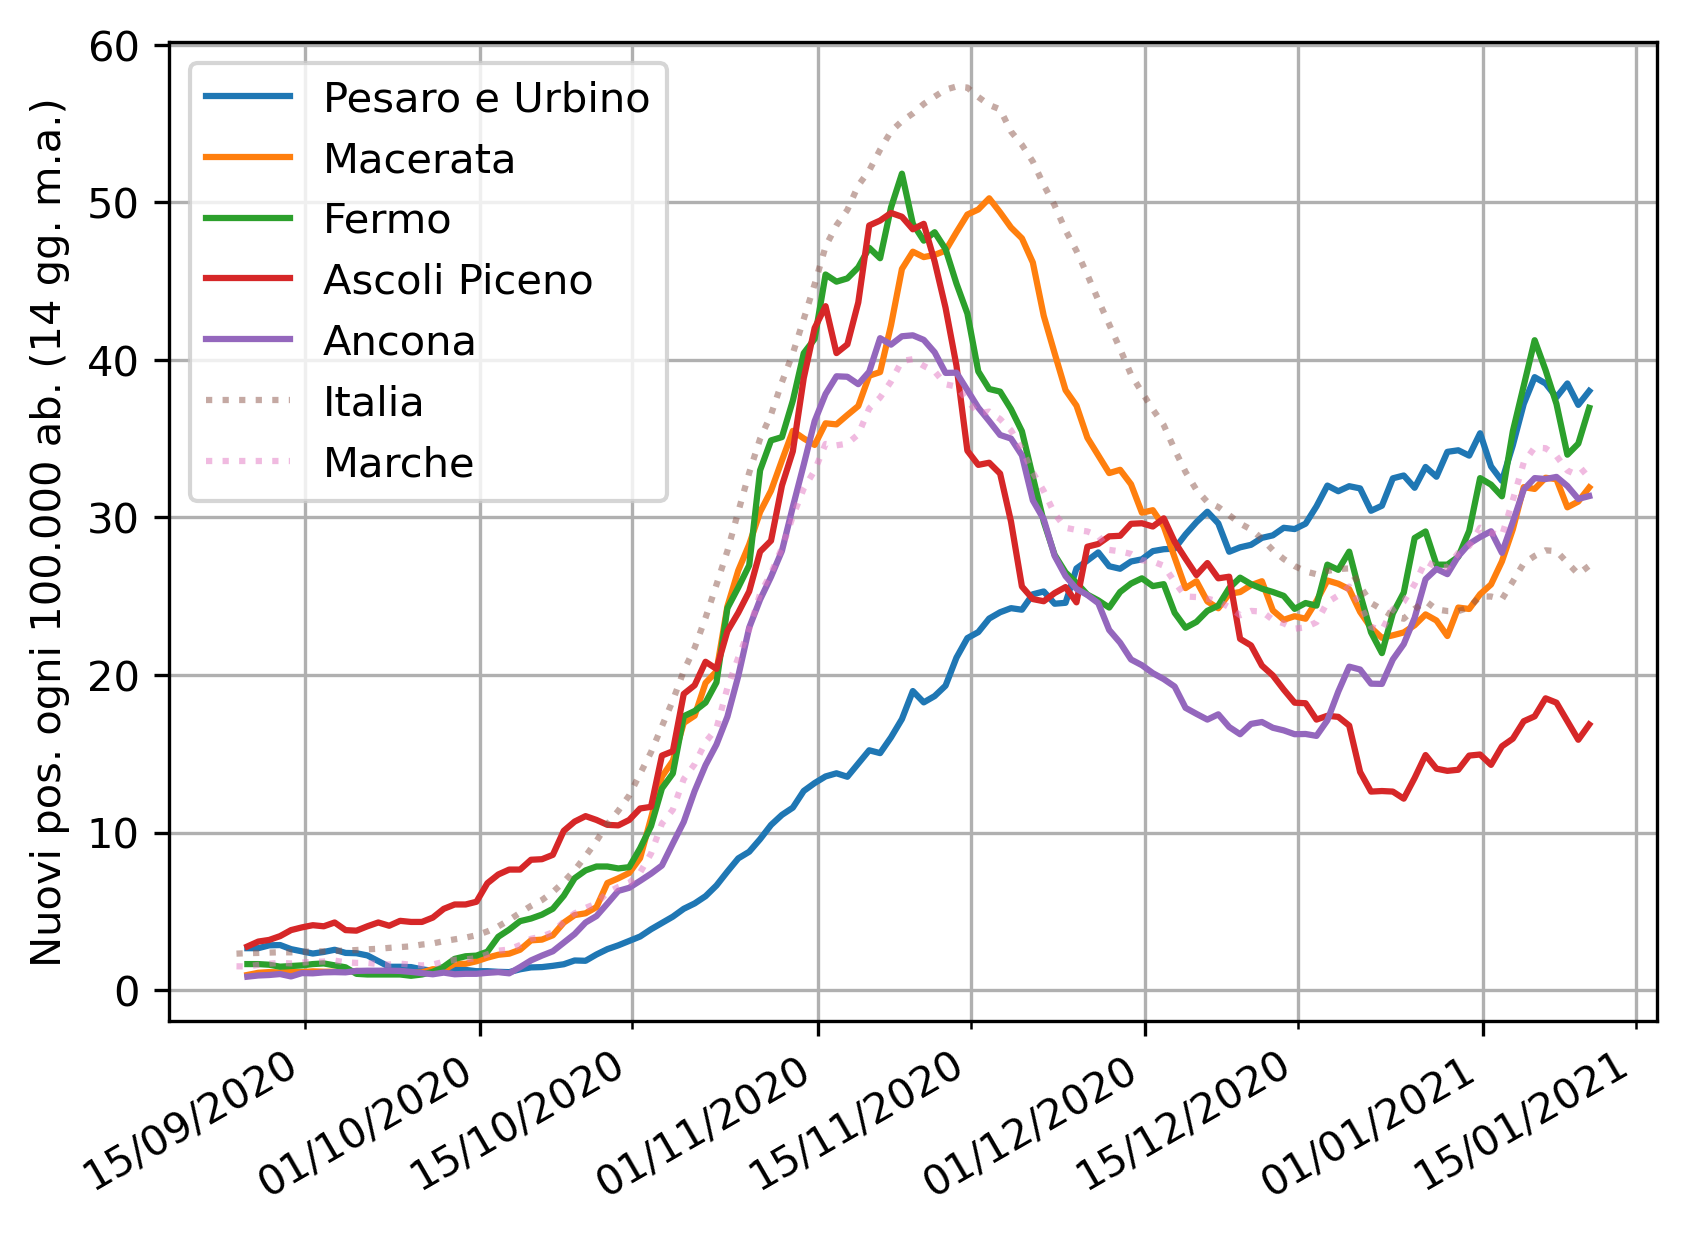 Nuovi pos. ogni 100.000 ab. (14 gg. m.a.)
60
50
40
30
20
10
0
Pesaro e Urbino
Macerata
Fermo
Ascoli Piceno
Ancona
Italia
Marche
15/09/2020
01/10/2020
15/10/2020
01/11/2020
15/11/2020
01/12/2020
15/12/2020
01/01/2021
15/01/2021